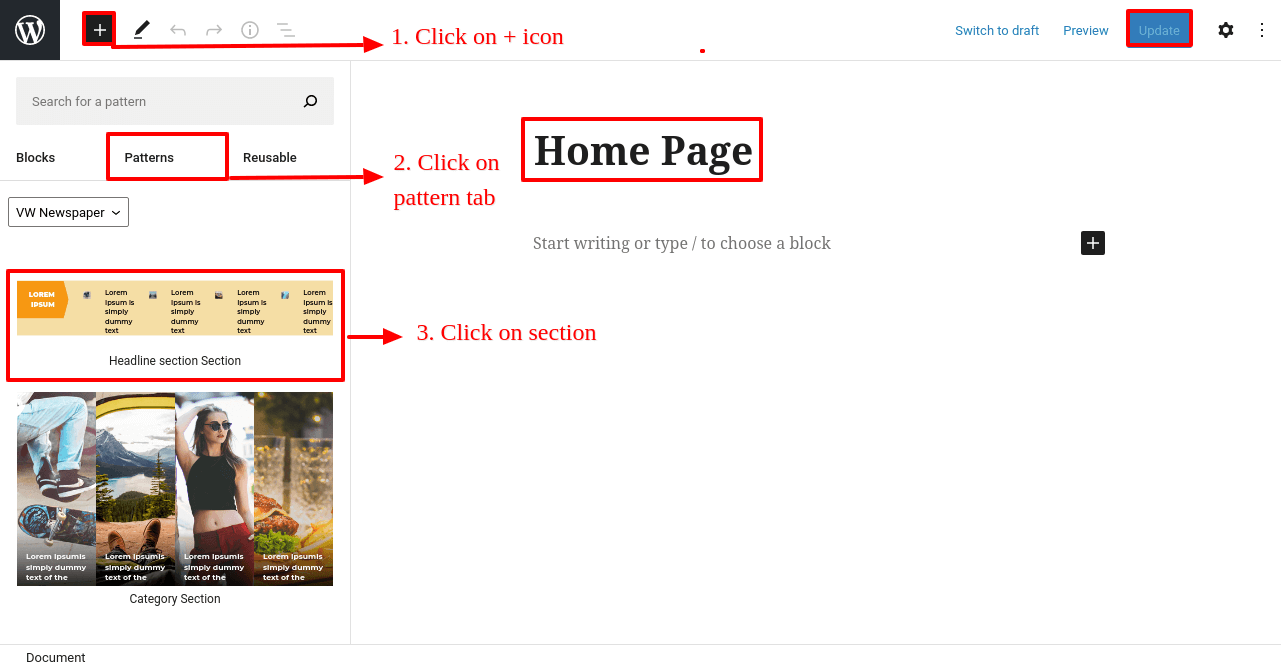 1. Click on + icon
Switch to draft
Preview
Update
Search for a pattern
Blocks
Patterns
Reusable
2. Click on
pattern tab
Home Page
VW Newspaper
Start writing or type / to choose a block
LOREM
IPSUM
Lorem
Ipsum is
simply
dummy
text
Lorem
Ipsum is
simply
dummy
text
Lorem
Ipsum is
simply
dummy
text
Lorem
Ipsum is
simply
dummy
text
Headline section Section
3. Click on section
Lorem Ipsumis
simply dummy
text of the
Lorem Ipsumis
simply dummy
text of the
Lorem Ipsumis
simply dummy
text of the
Lorem Ipsumis
simply dummy
text of the
Category Section
Document